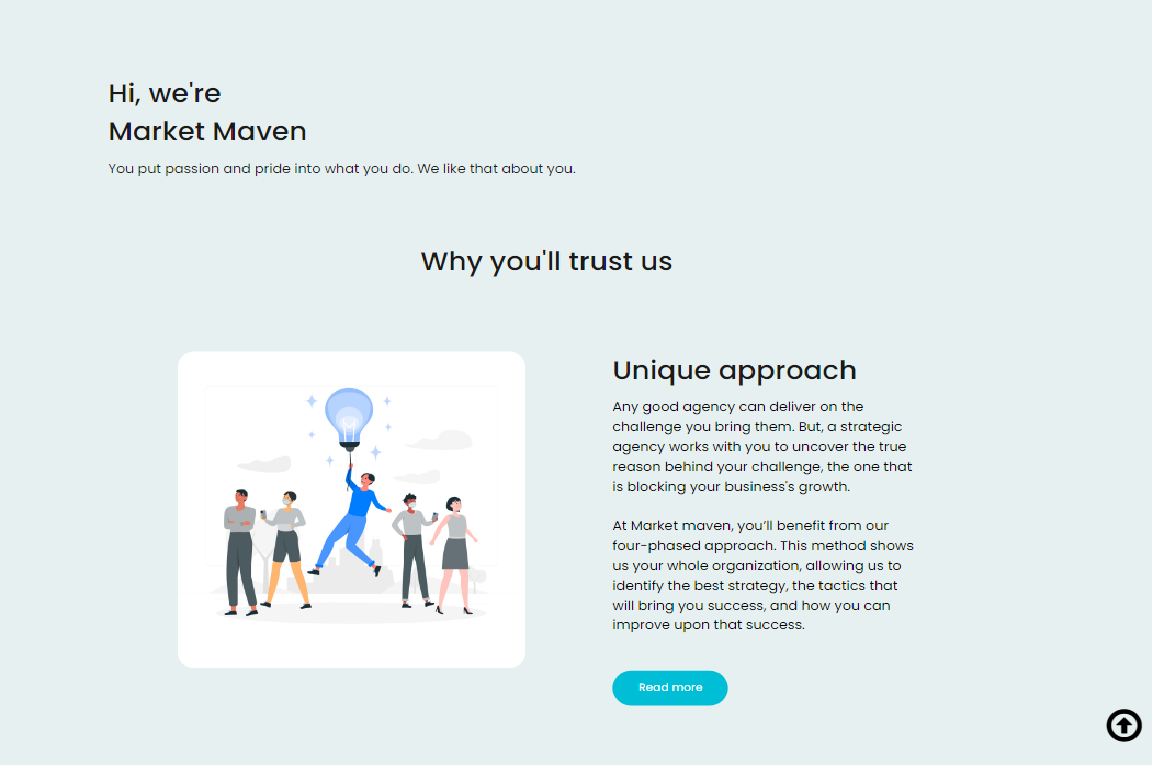 Hi, we're
Market Maven
You put passion and pride into what you do. We like that about you.
Why you'll trust us
Unique approach
Any good agency can deliver on the
challenge you bring them. But, a strategic
agency works with you to uncover the true
reason behind your challenge, the one that
is blocking your business's growth.
At Market maven, you’ll benefit from our
four-phased approach. This method shows
us your whole organization, allowing us to
identify the best strategy, the tactics that
will bring you success, and how you can
improve upon that success.
Read more